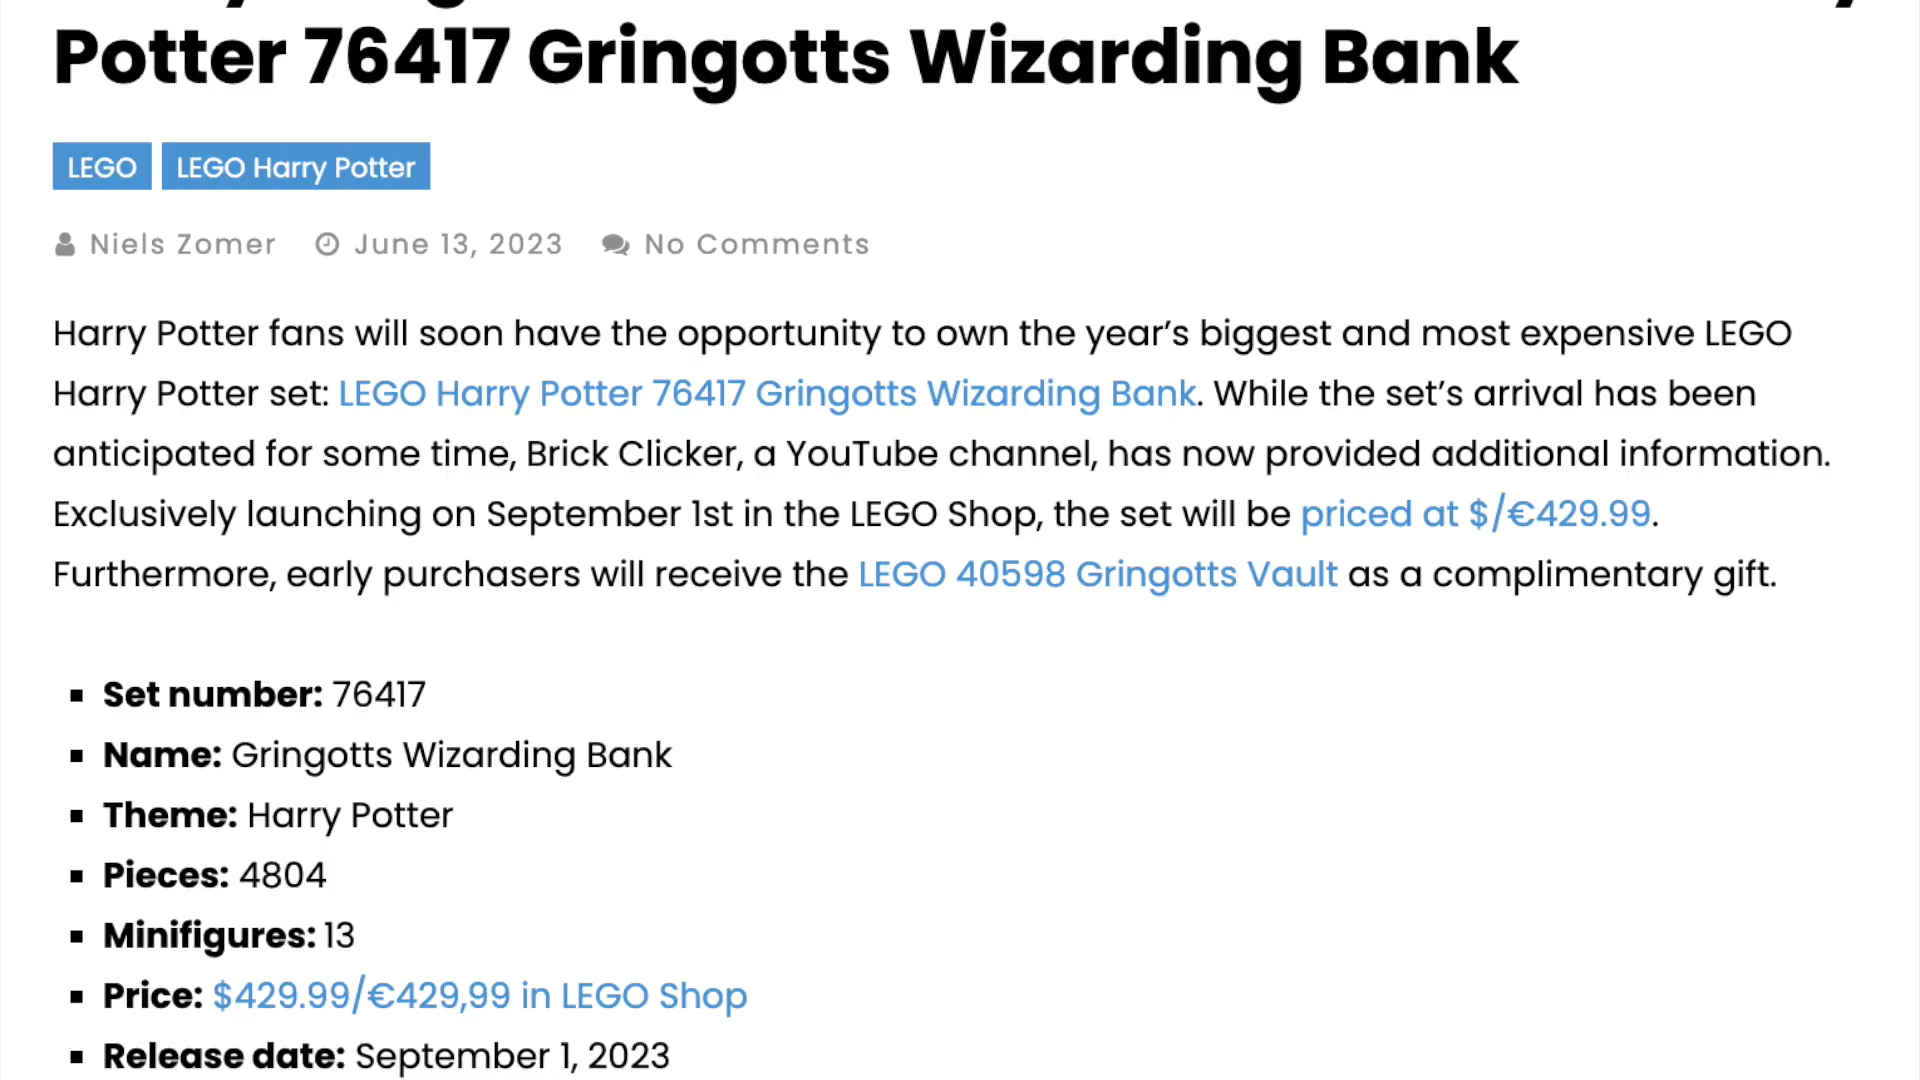 Potter 76417 Gringotts Wizarding Bank
LEGO LEGO Harry Potter
Niels Zomer June 13, 2023 No Comments
Harry Potter fans will soon have the opportunity to own the year’s biggest and most expensive LEGO
Harry Potter set: LEGO Harry Potter 76417 Gringotts Wizarding Bank. While the set’s arrival has been
anticipated for some time, Brick Clicker, a YouTube channel, has now provided additional information.
Exclusively launching on September 1st in the LEGO Shop, the set will be priced at $/€429.99.
Furthermore, early purchasers will receive the LEGO 40598 Gringotts Vault as a complimentary gift.
▪ Set number: 76417
▪ Name: Gringotts Wizarding Bank
▪ Theme: Harry Potter
▪ Pieces: 4804
▪ Minifigures: 13
▪ Price: $429.99/€429,99 in LEGO Shop
▪ Release date: September 1, 2023